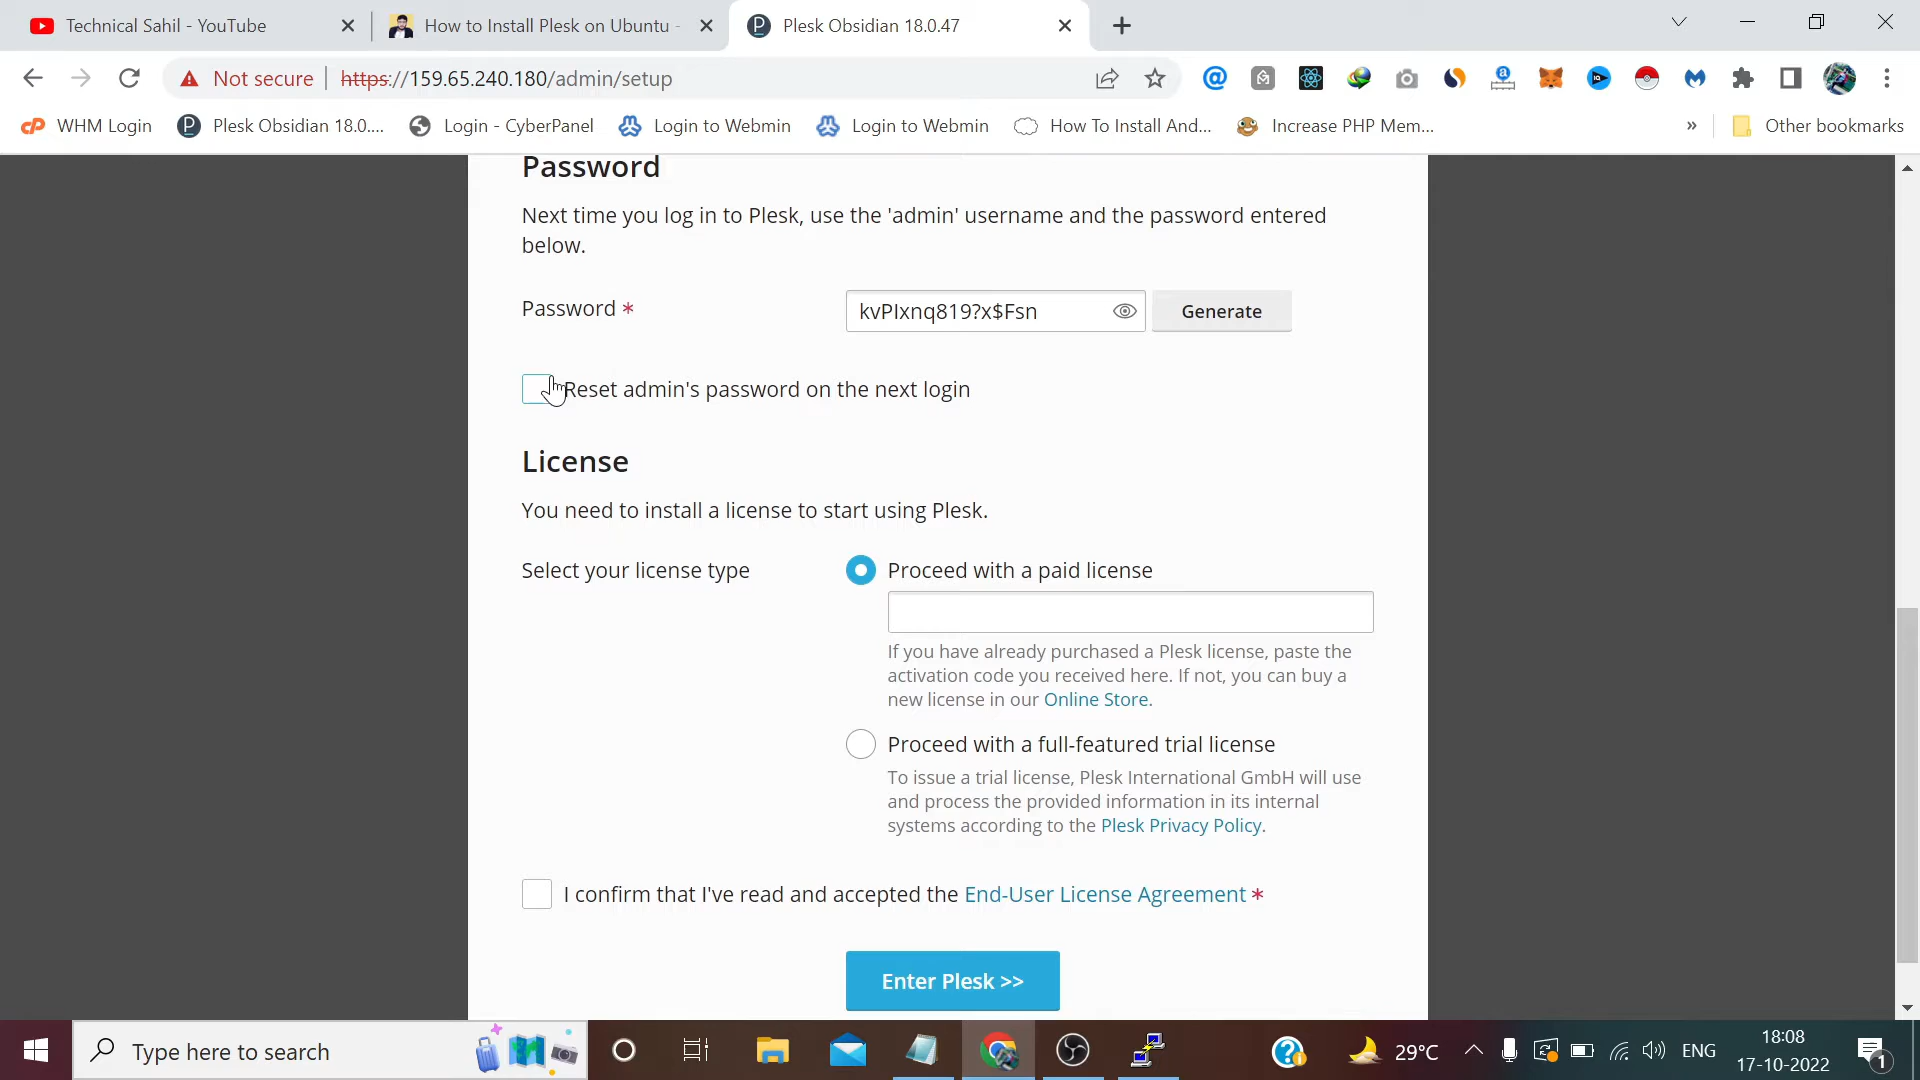 Technical Sahil - YouTube
How to Install Plesk on Ubuntu -
Plesk Obsidian 18.0.47
Not secure
https://159.65.240.180/admin/setup
WHM Login
Plesk Obsidian 18.0....
Login - CyberPanel
Login to Webmin
Login to Webmin
How To Install And...
Increase PHP Mem...
»
Other bookmarks
Password
Next time you log in to Plesk, use the 'admin' username and the password entered
below.
Password *
kvPIxnq819?x$Fsn
Generate
Reset admin's password on the next login
License
You need to install a license to start using Plesk.
Select your license type
Proceed with a paid license
If you have already purchased a Plesk license, paste the
activation code you received here. If not, you can buy a
new license in our Online Store.
Proceed with a full-featured trial license
To issue a trial license, Plesk International GmbH will use
and process the provided information in its internal
systems according to the Plesk Privacy Policy.
I confirm that I've read and accepted the End-User License Agreement *
Enter Plesk >>
Type here to search
29°C
ENG
18:08
17-10-2022
1